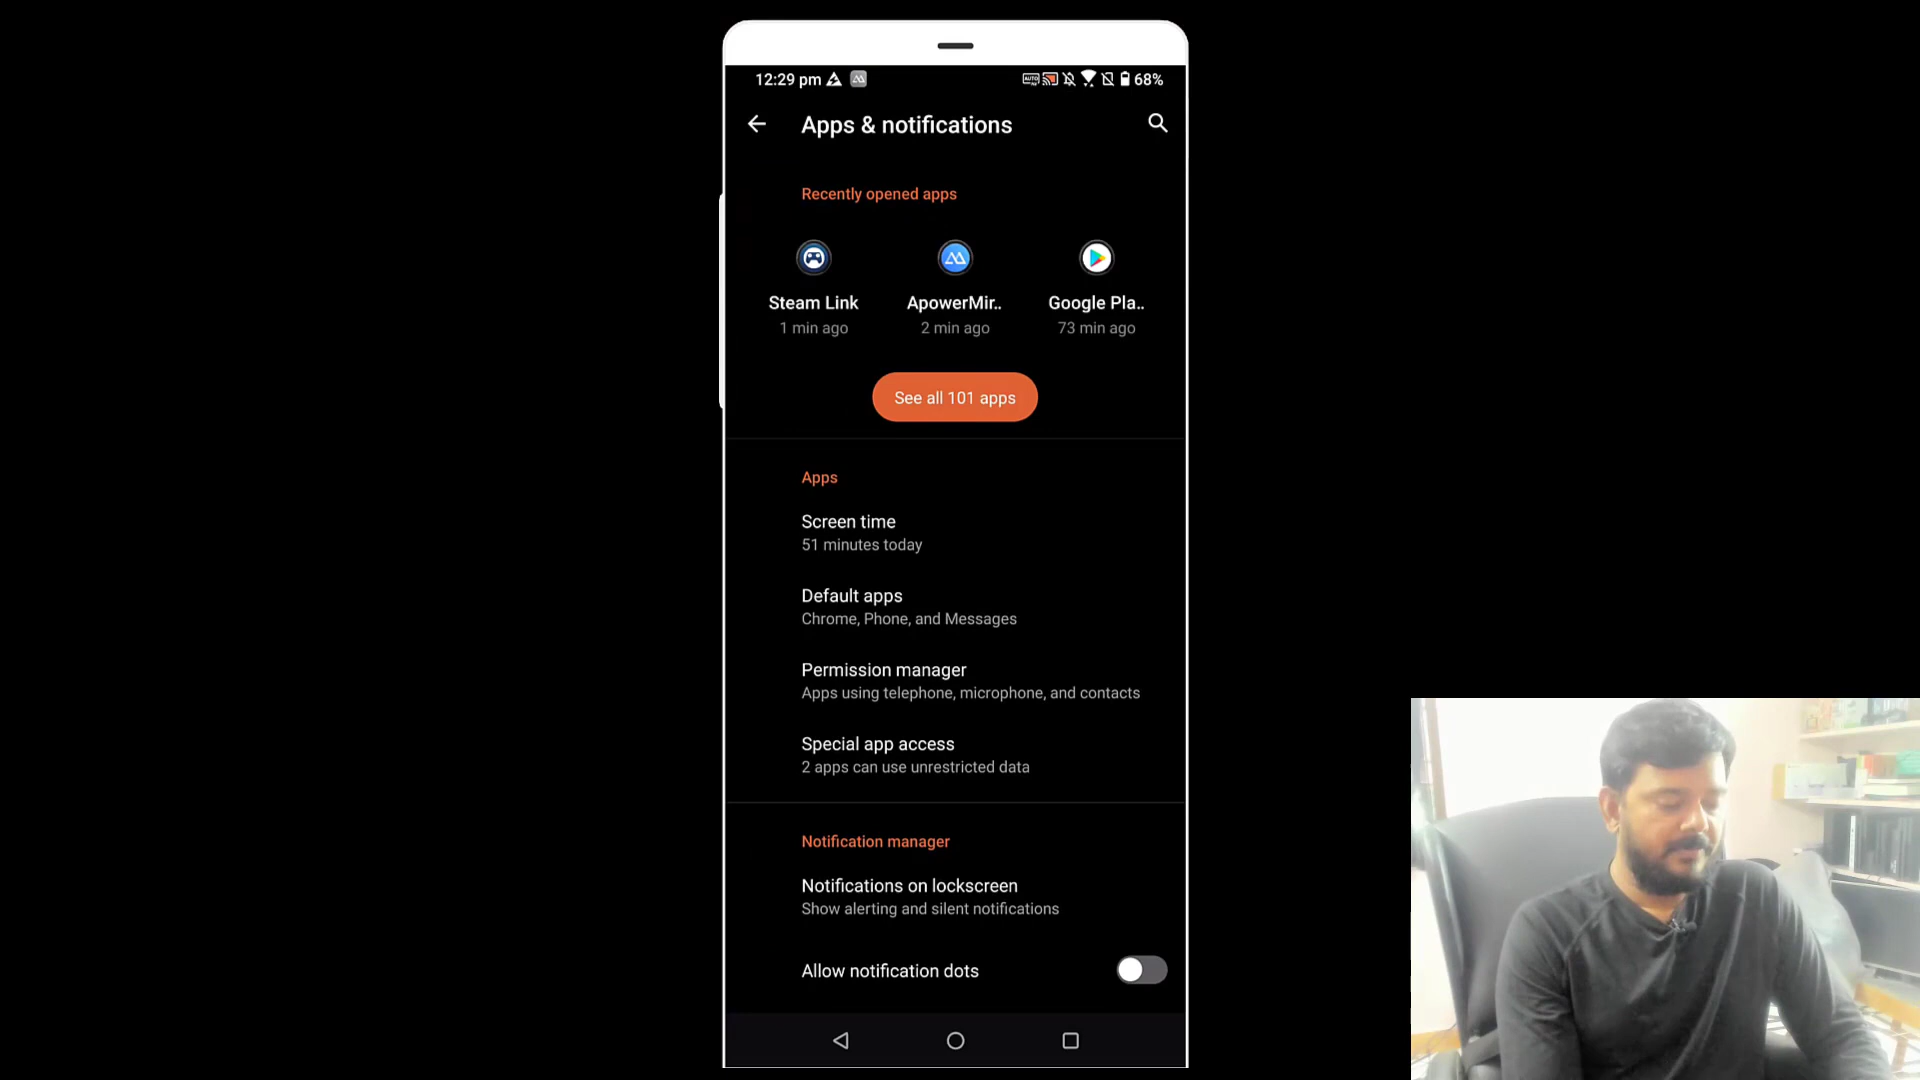 12:29 pm
68%
Apps & notifications
Recently opened apps
Steam Link
1 min ago
ApowerMir..
2 min ago
Google Pla..
73 min ago
See all 101 apps
Apps
Screen time
51 minutes today
Default apps
Chrome, Phone, and Messages
Permission manager
Apps using telephone, microphone, and contacts
Special app access
2 apps can use unrestricted data
Notification manager
Notifications on lockscreen
Show alerting and silent notifications
Allow notification dots